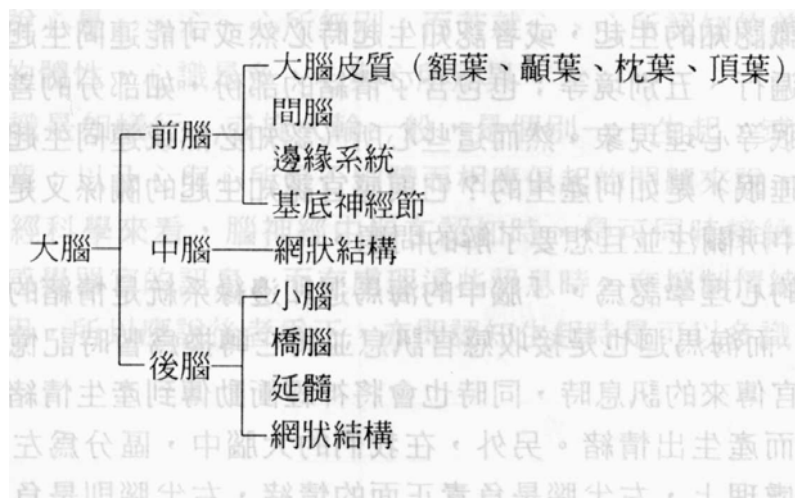 大腦皮質（額葉、顳葉、枕葉、頂葉）
間腦
前腦
邊緣系統
基底神經節
大腦 中腦 網狀結構
小腦
橋腦
後腦
延髓
網狀結構